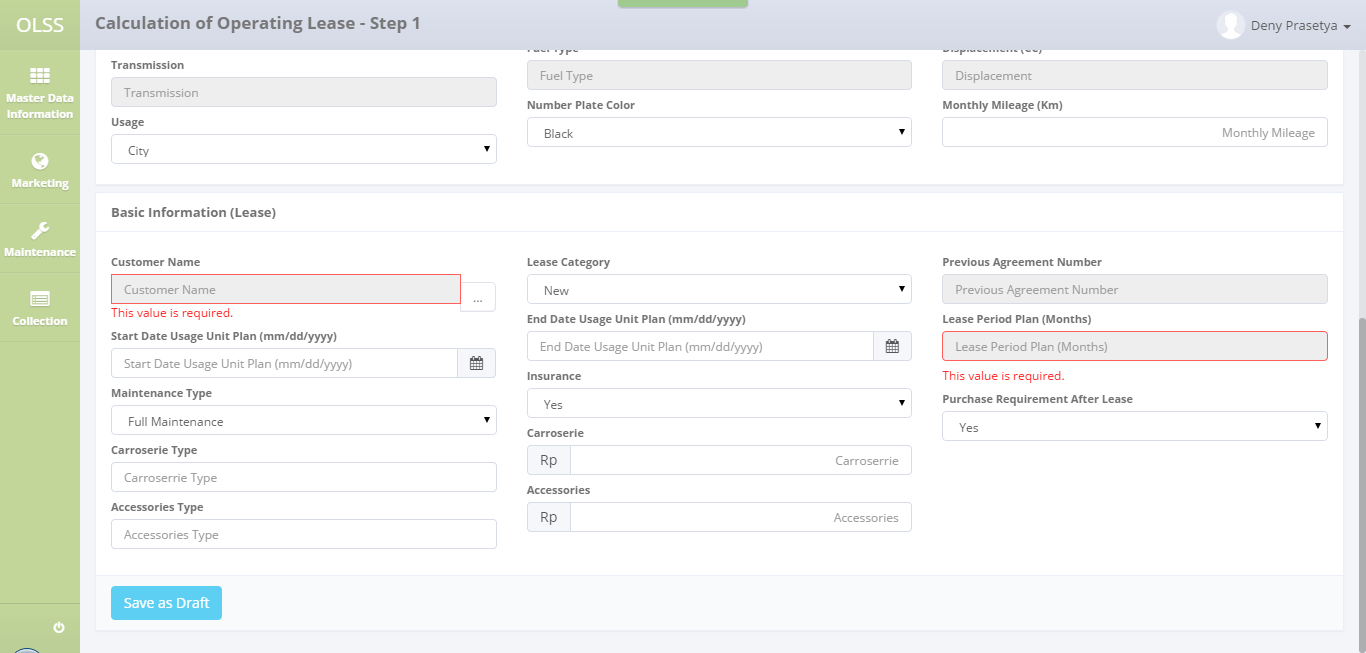 OLSS
Calculation of Operating Lease - Step 1
Deny Prasetya
Master Data
Information
Marketing
Maintenance
Collection
Transmission
Transmission
Usage
City
Fuel Type
Fuel Type
Number Plate Color
Black
Displacement (CC)
Displacement
Monthly Mileage (Km)
Monthly Mileage
Basic Information (Lease)
Customer Name
Customer Name
...
This value is required.
Start Date Usage Unit Plan (mm/dd/yyyy)
Start Date Usage Unit Plan (mm/dd/yyyy)
Maintenance Type
Full Maintenance
Carroserie Type
Carroserrie Type
Accessories Type
Accessories Type
Lease Category
New
End Date Usage Unit Plan (mm/dd/yyyy)
End Date Usage Unit Plan (mm/dd/yyyy)
Insurance
Yes
Carroserie
Rp Carroserrie
Accessories
Rp Accessories
Previous Agreement Number
Previous Agreement Number
Lease Period Plan (Months)
Lease Period Plan (Months)
This value is required.
Purchase Requirement After Lease
Yes
Save as Draft